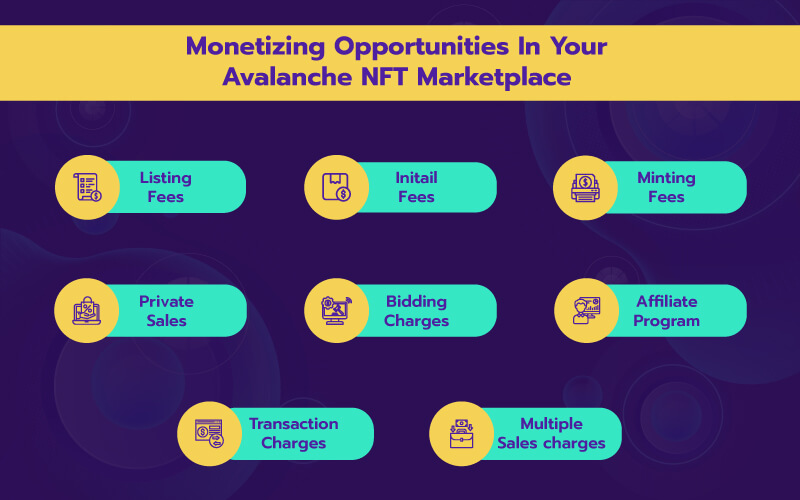 Monetizing Opportunities In Your
Avalanche NFT Marketplace
Listing
Fees
Initail
Fees
Minting
Fees
Private
Sales
Bidding
Charges
Affiliate
Program
Transaction
Charges
Multiple
Sales charges